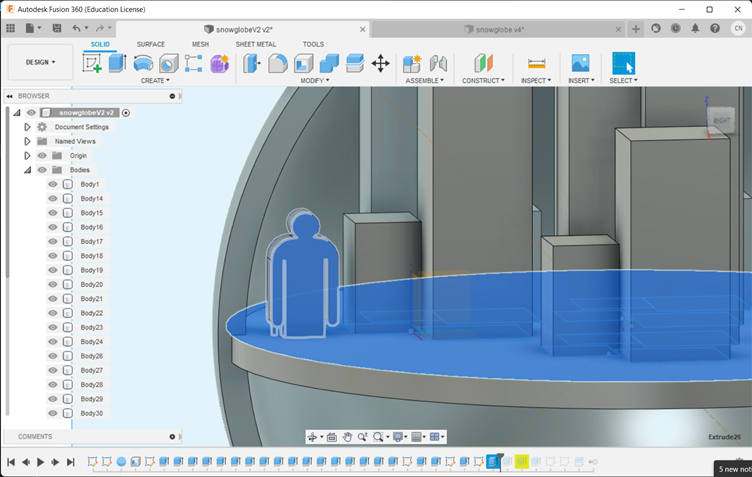 Autodesk Fusion 360 (Education License)
snowglobeV2 v2*
snowglobe v4*
CN
DESIGN
SOLID SURFACE MESH SHEET METAL TOOLS
CREATE MODIFY ASSEMBLE CONSTRUCT INSPECT INSERT SELECT
BROWSER
snowglobeV2 v2
Document Settings
Named Views
Origin
Bodies
Body1
Body14
Body15
Body16
Body17
Body18
Body19
Body20
Body21
Body22
Body23
Body24
Body26
Body27
Body28
Body29
Body30
RIGHT
COMMENTS
Extrude26
5 new noti